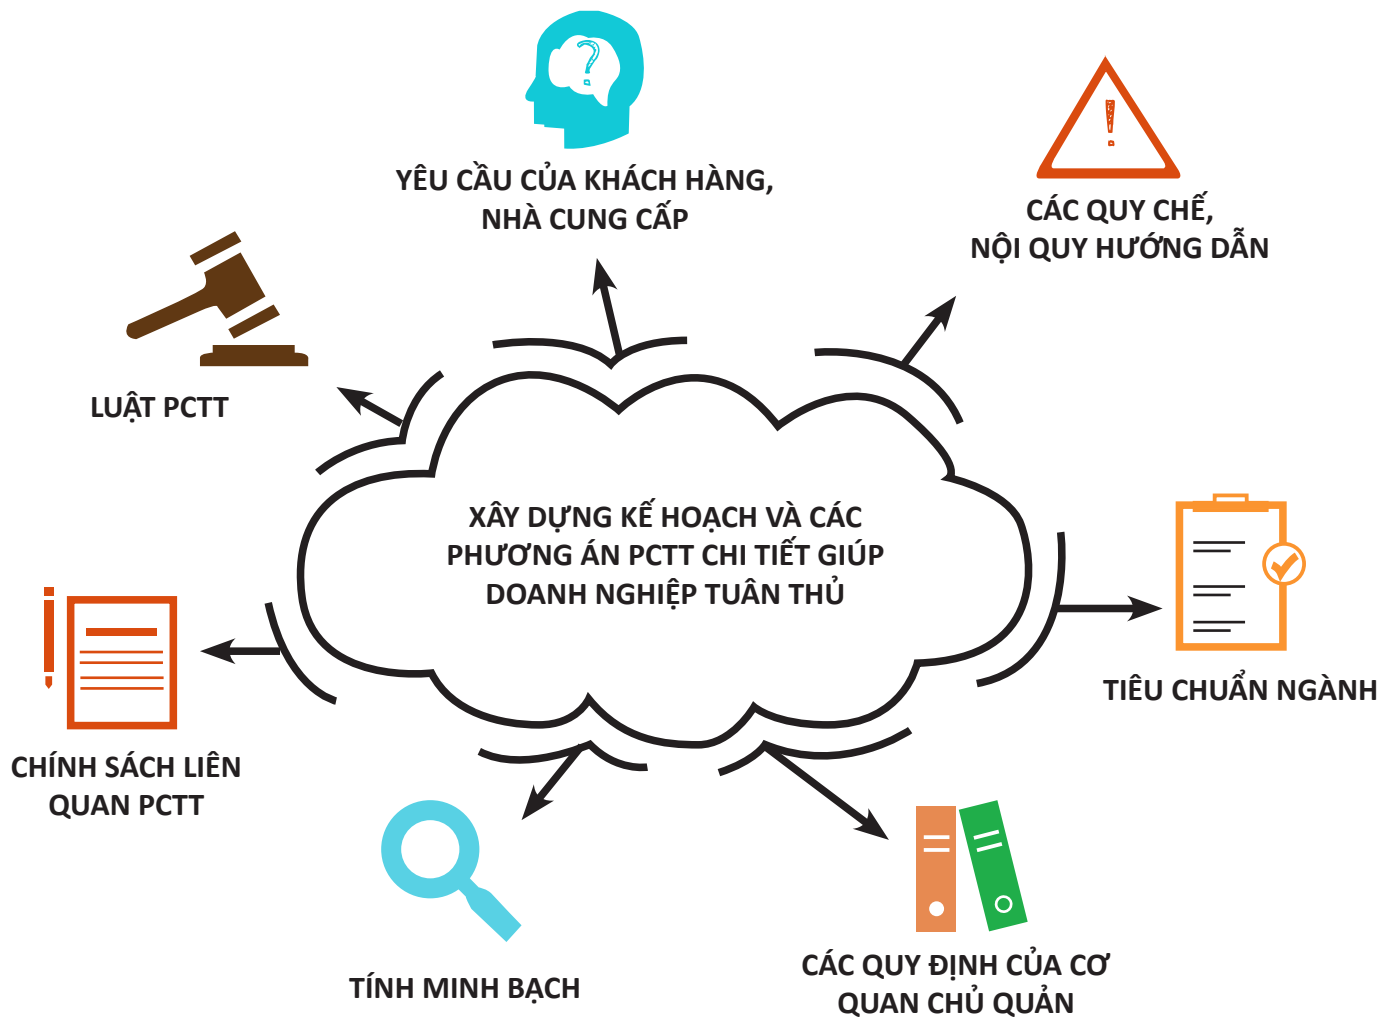 YÊU CẦU CỦA KHÁCH HÀNG,
NHÀ CUNG CẤP
CÁC QUY CHẾ,
NỘI QUY HƯỚNG DẪN
LUẬT PCTT
XÂY DỰNG KẾ HOẠCH VÀ CÁC
PHƯƠNG ÁN PCTT CHI TIẾT GIÚP
DOANH NGHIỆP TUÂN THỦ
TIÊU CHUẨN NGÀNH
CHÍNH SÁCH LIÊN
QUAN PCTT
TÍNH MINH BẠCH
CÁC QUY ĐỊNH CỦA CƠ
QUAN CHỦ QUẢN